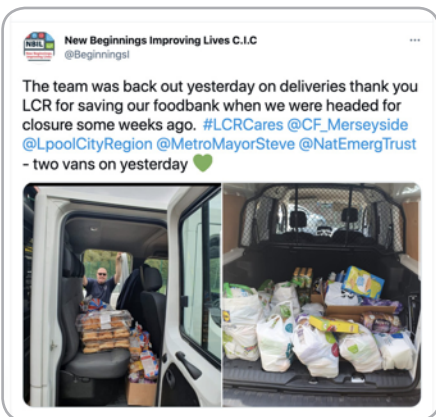 NBIL
New Beginnings Improving Lives C.I.C
@BeginningsI
The team was back out yesterday on deliveries thank you
LCR for saving our foodbank when we were headed for
closure some weeks ago. #LCRCares @CF_Merseyside
@LpoolCityRegion @MetroMayorSteve @NatEmergTrust
- two vans on yesterday 💚